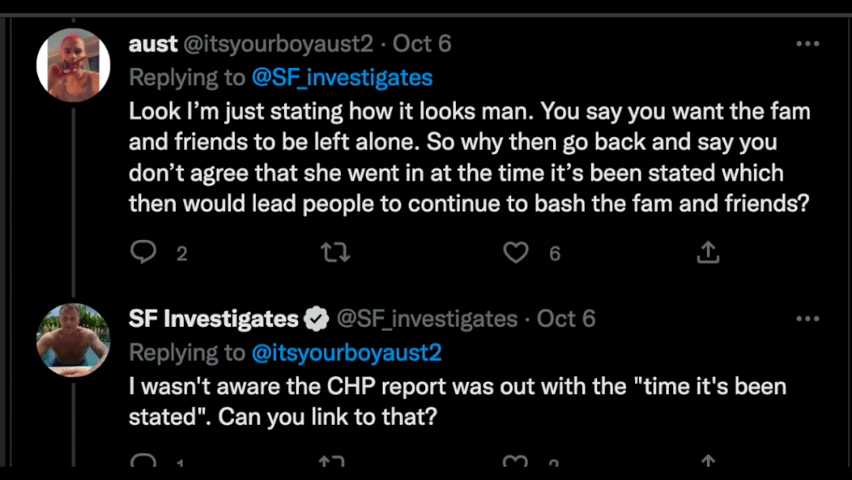 aust @itsyourboyaust2 · Oct 6
Replying to @SF_investigates
Look I’m just stating how it looks man. You say you want the fam
and friends to be left alone. So why then go back and say you
don’t agree that she went in at the time it’s been stated which
then would lead people to continue to bash the fam and friends?
2 6
SF Investigates @SF_investigates · Oct 6
Replying to @itsyourboyaust2
I wasn't aware the CHP report was out with the "time it's been
stated". Can you link to that?